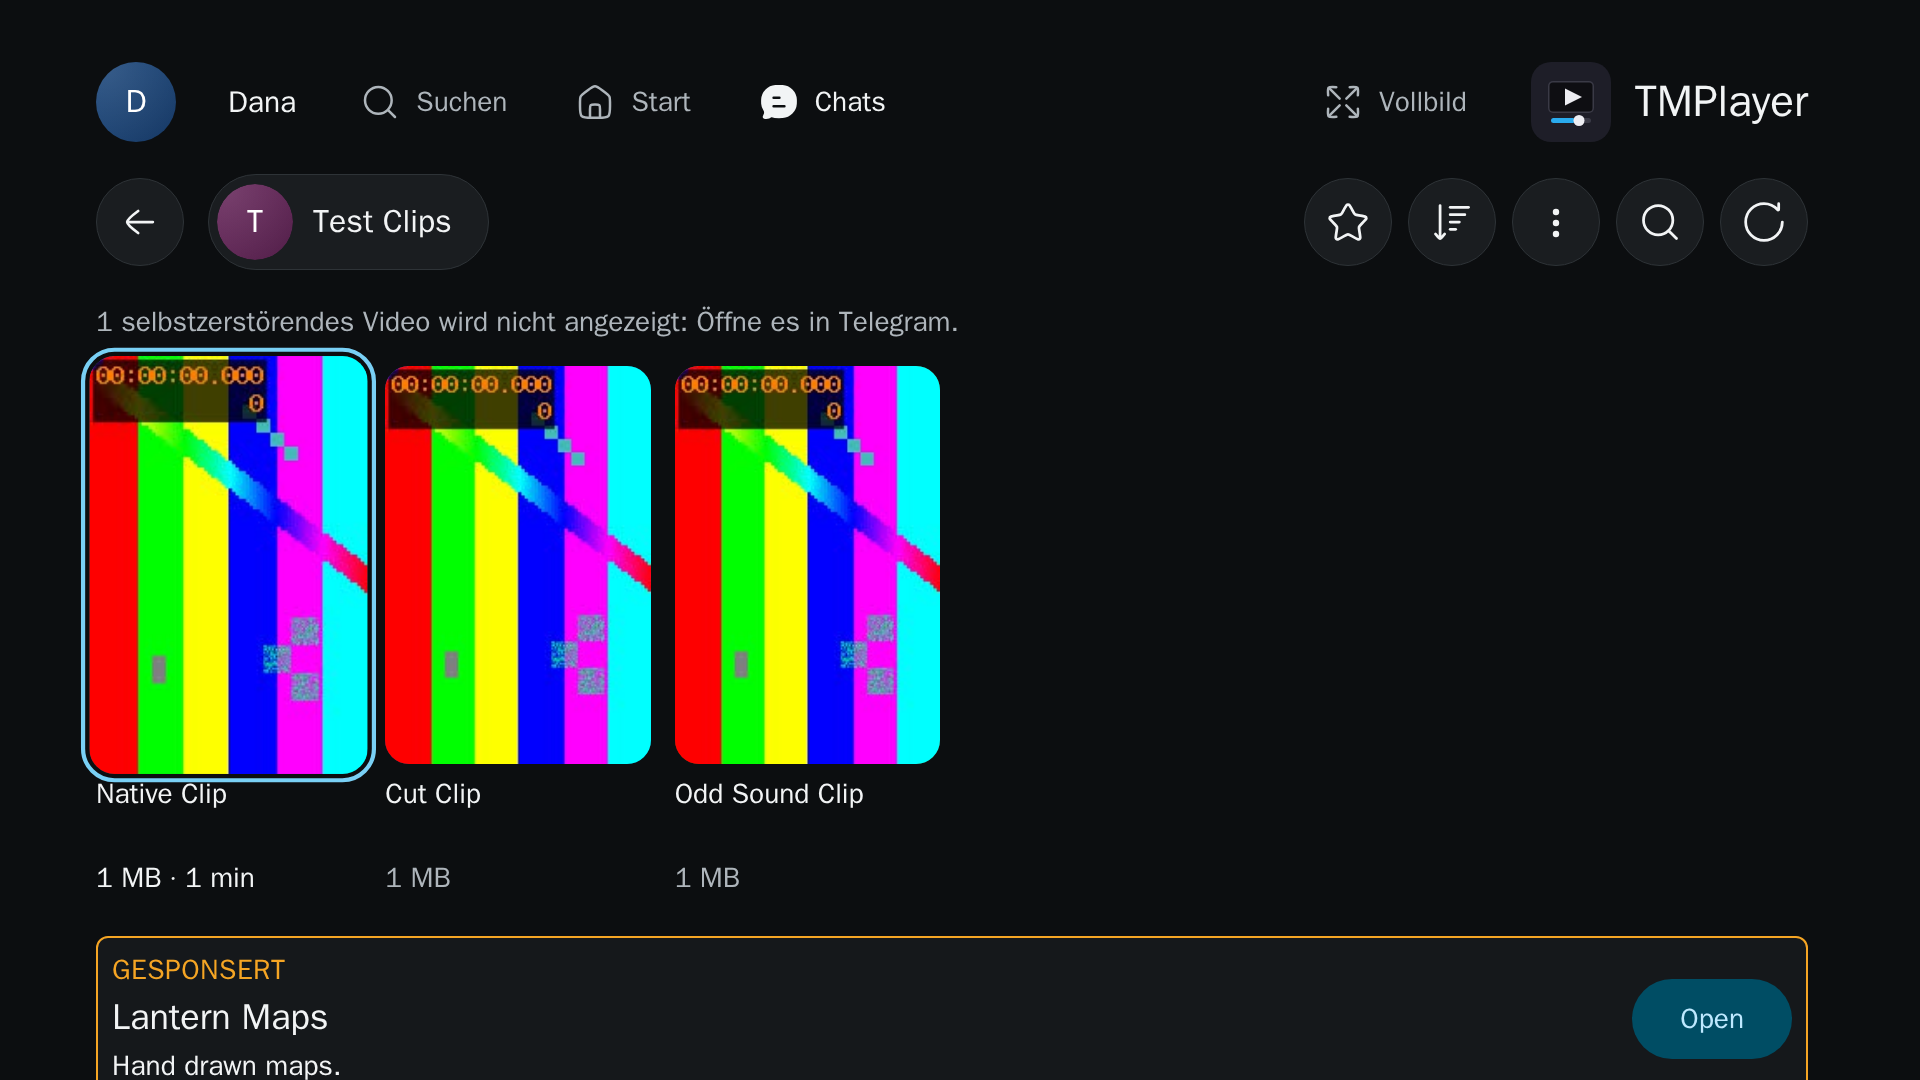 D
Dana
Suchen
Start
Chats
Vollbild
TMPlayer
T
Test Clips
1 selbstzerstörendes Video wird nicht angezeigt: Öffne es in Telegram.
00:00:00.000
0
00:00:00.000
0
00:00:00.000
0
Native Clip
Cut Clip
Odd Sound Clip
1 MB · 1 min
1 MB
1 MB
GESPONSERT
Lantern Maps
Hand drawn maps.
Open